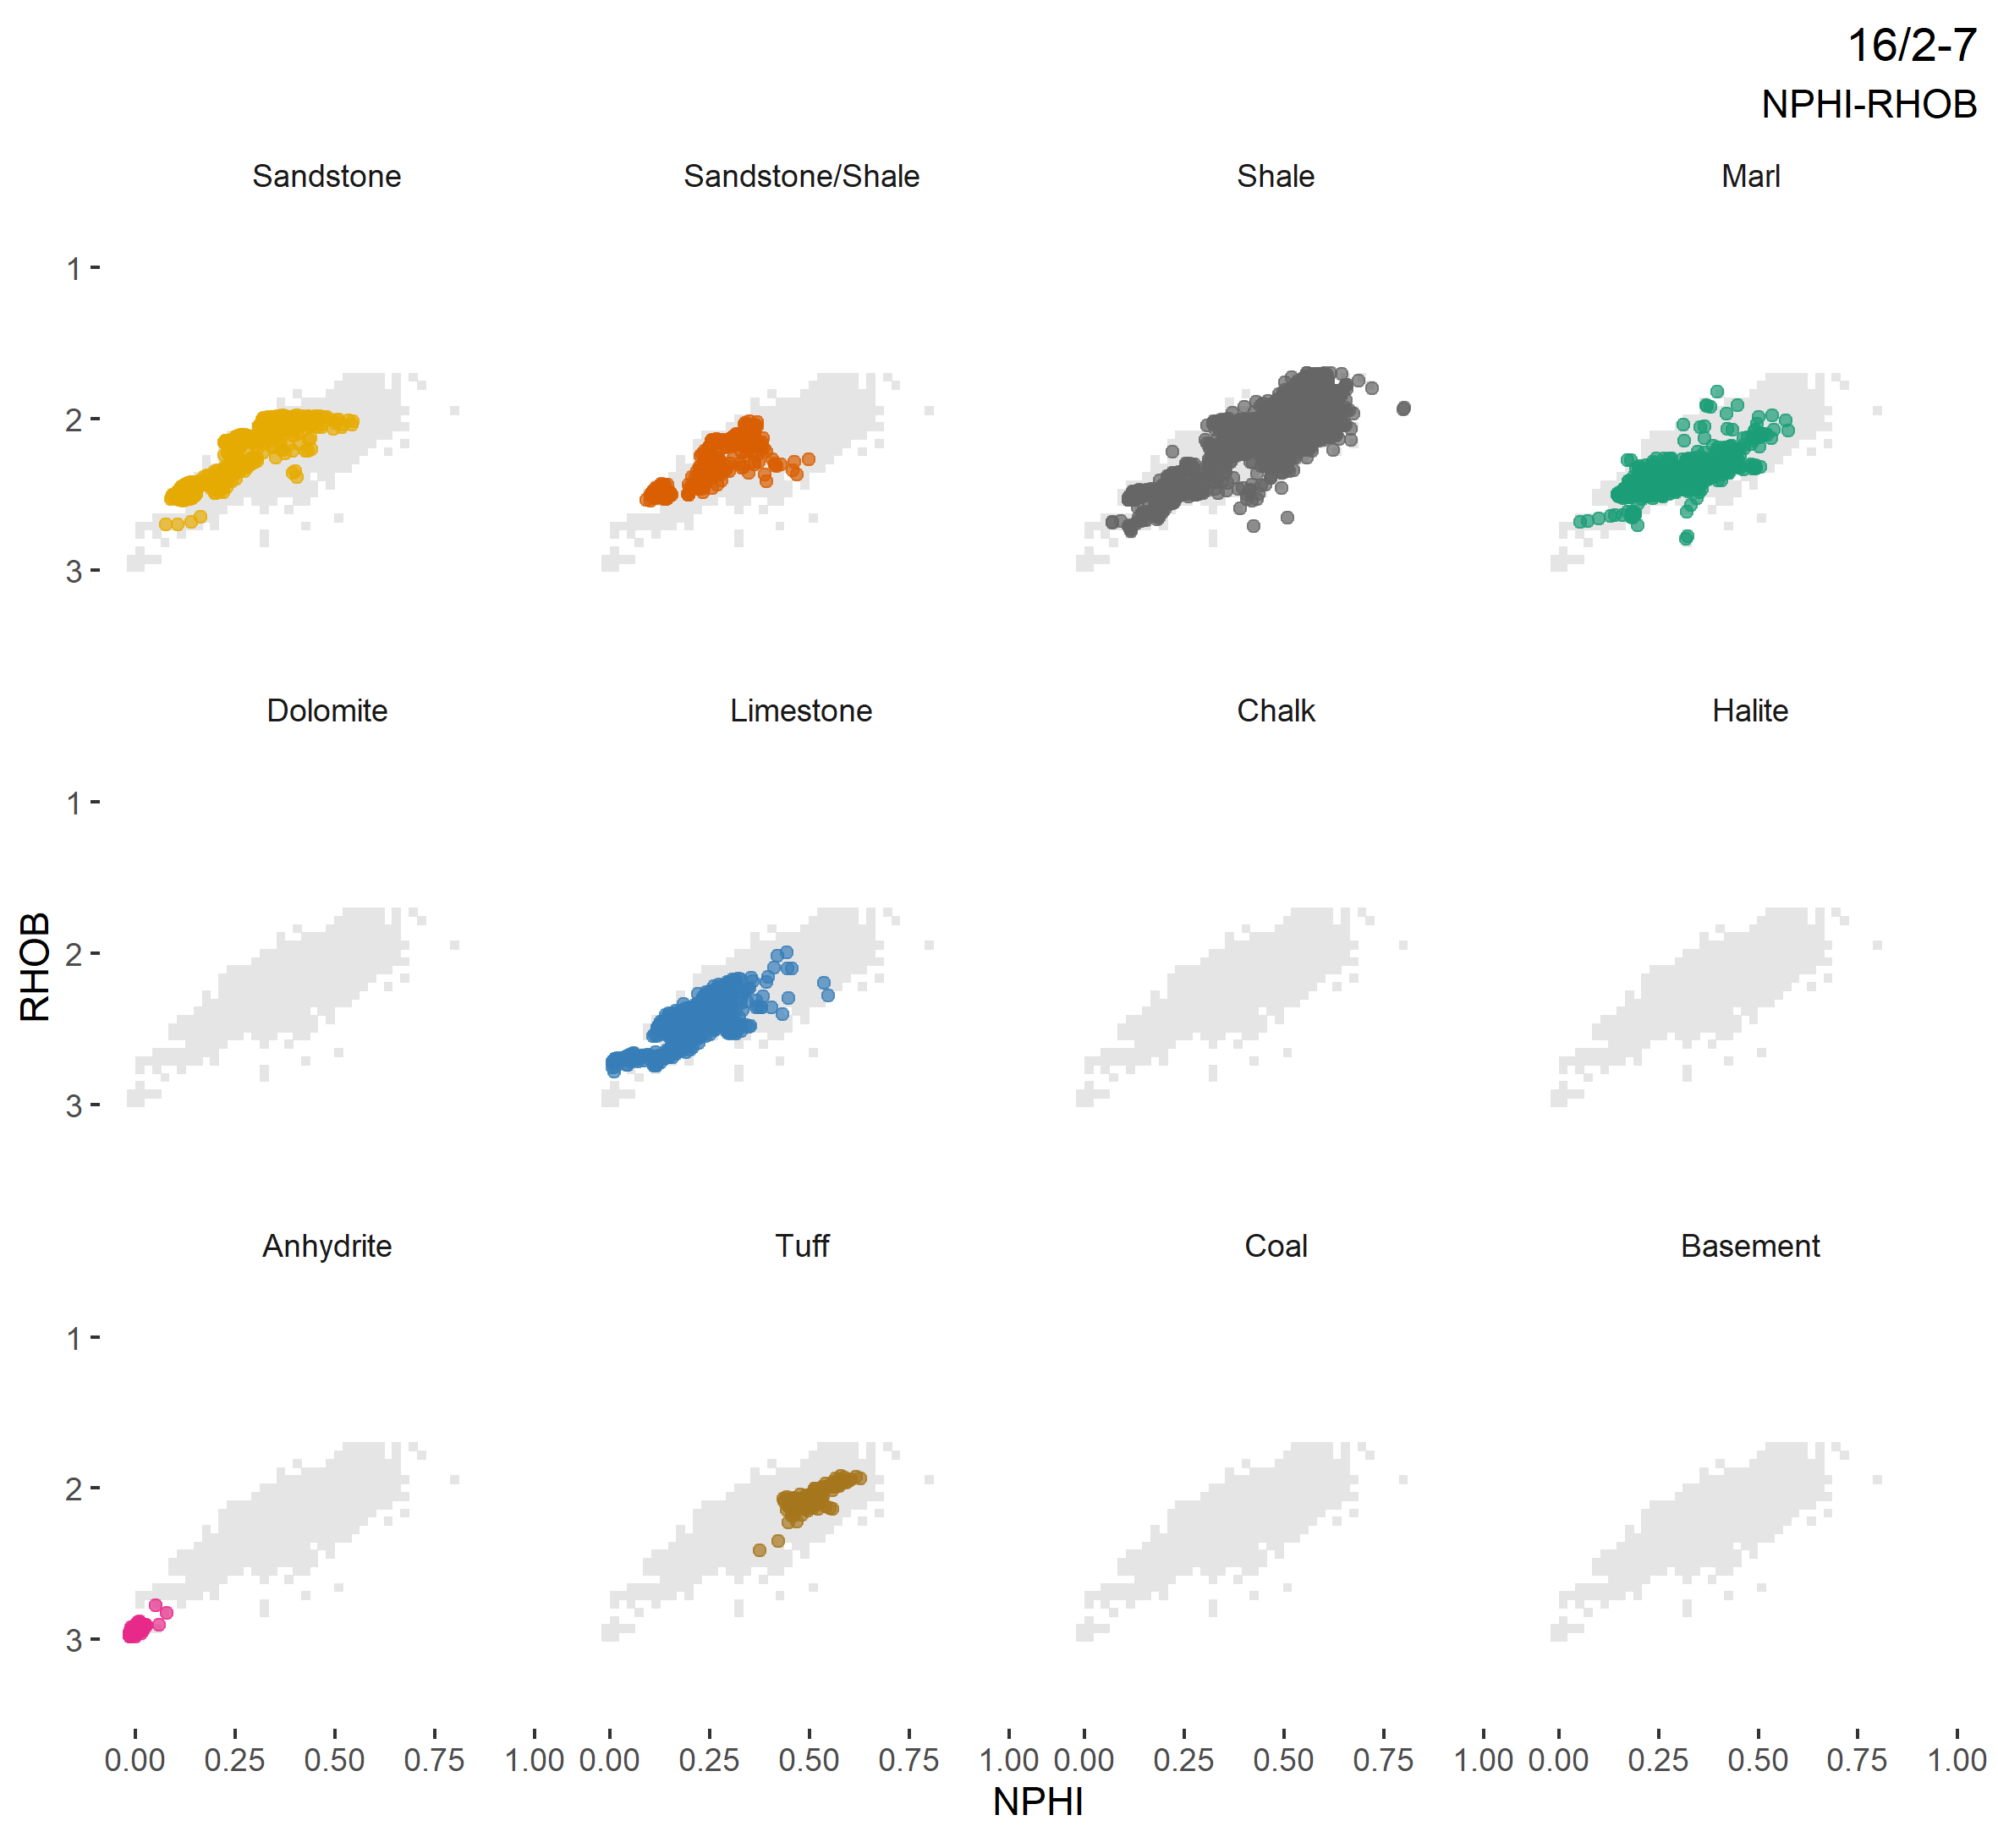 16/2-7
NPHI-RHOB
Sandstone Sandstone/Shale Shale Marl
1
2
3
Dolomite Limestone Chalk Halite
1
2
3
RHOB
Anhydrite Tuff Coal Basement
1
2
3
0.00 0.25 0.50 0.75 1.00 0.00 0.25 0.50 0.75 1.00 0.00 0.25 0.50 0.75 1.00 0.00 0.25 0.50 0.75 1.00
NPHI